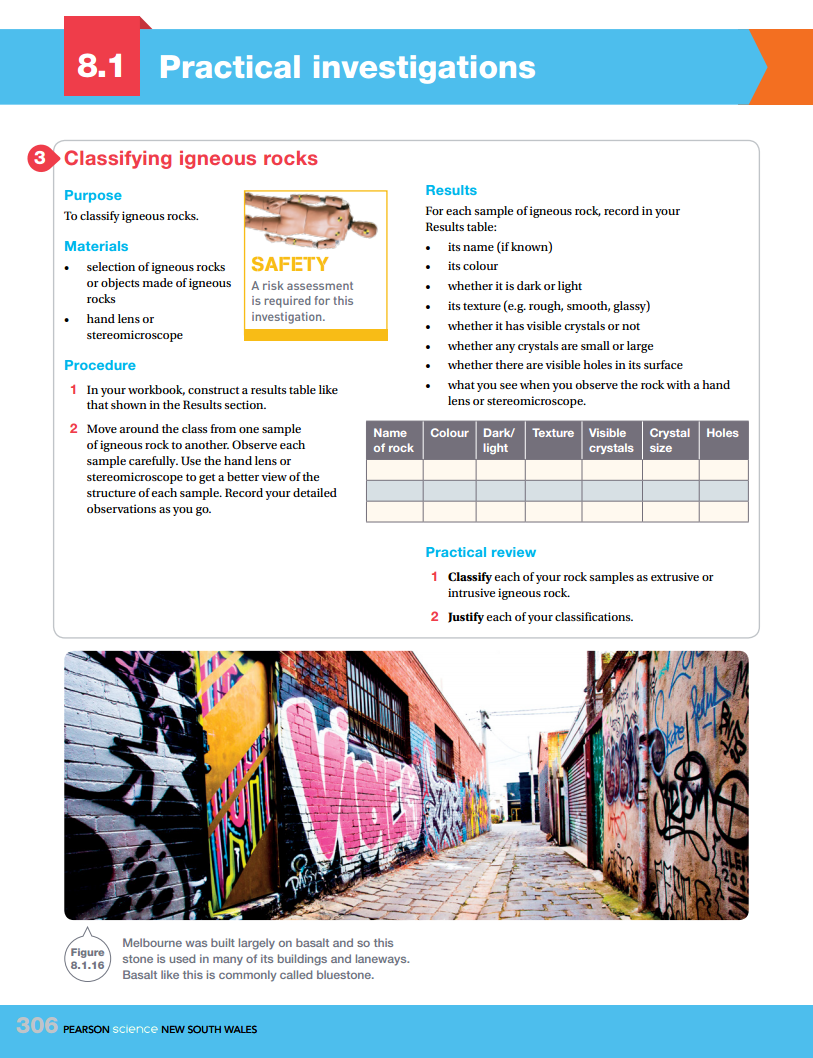 8.1
Practical investigations
3
Classifying igneous rocks
Purpose
To classify igneous rocks.
Materials
• selection of igneous rocks
or objects made of igneous
rocks
• hand lens or
stereomicroscope
SAFETY
A risk assessment
is required for this
investigation.
Procedure
1 In your workbook, construct a results table like
that shown in the Results section.
2 Move around the class from one sample
of igneous rock to another. Observe each
sample carefully. Use the hand lens or
stereomicroscope to get a better view of the
structure of each sample. Record your detailed
observations as you go.
Results
For each sample of igneous rock, record in your
Results table:
• its name (if known)
• its colour
• whether it is dark or light
• its texture (e.g. rough, smooth, glassy)
• whether it has visible crystals or not
• whether any crystals are small or large
• whether there are visible holes in its surface
• what you see when you observe the rock with a hand
lens or stereomicroscope.
Name of rock Colour Dark/light Texture Visible crystals Crystal size Holes
Practical review
1 Classify each of your rock samples as extrusive or
intrusive igneous rock.
2 Justify each of your classifications.
Figure
8.1.16
Melbourne was built largely on basalt and so this
stone is used in many of its buildings and laneways.
Basalt like this is commonly called bluestone.
306 PEARSON science NEW SOUTH WALES